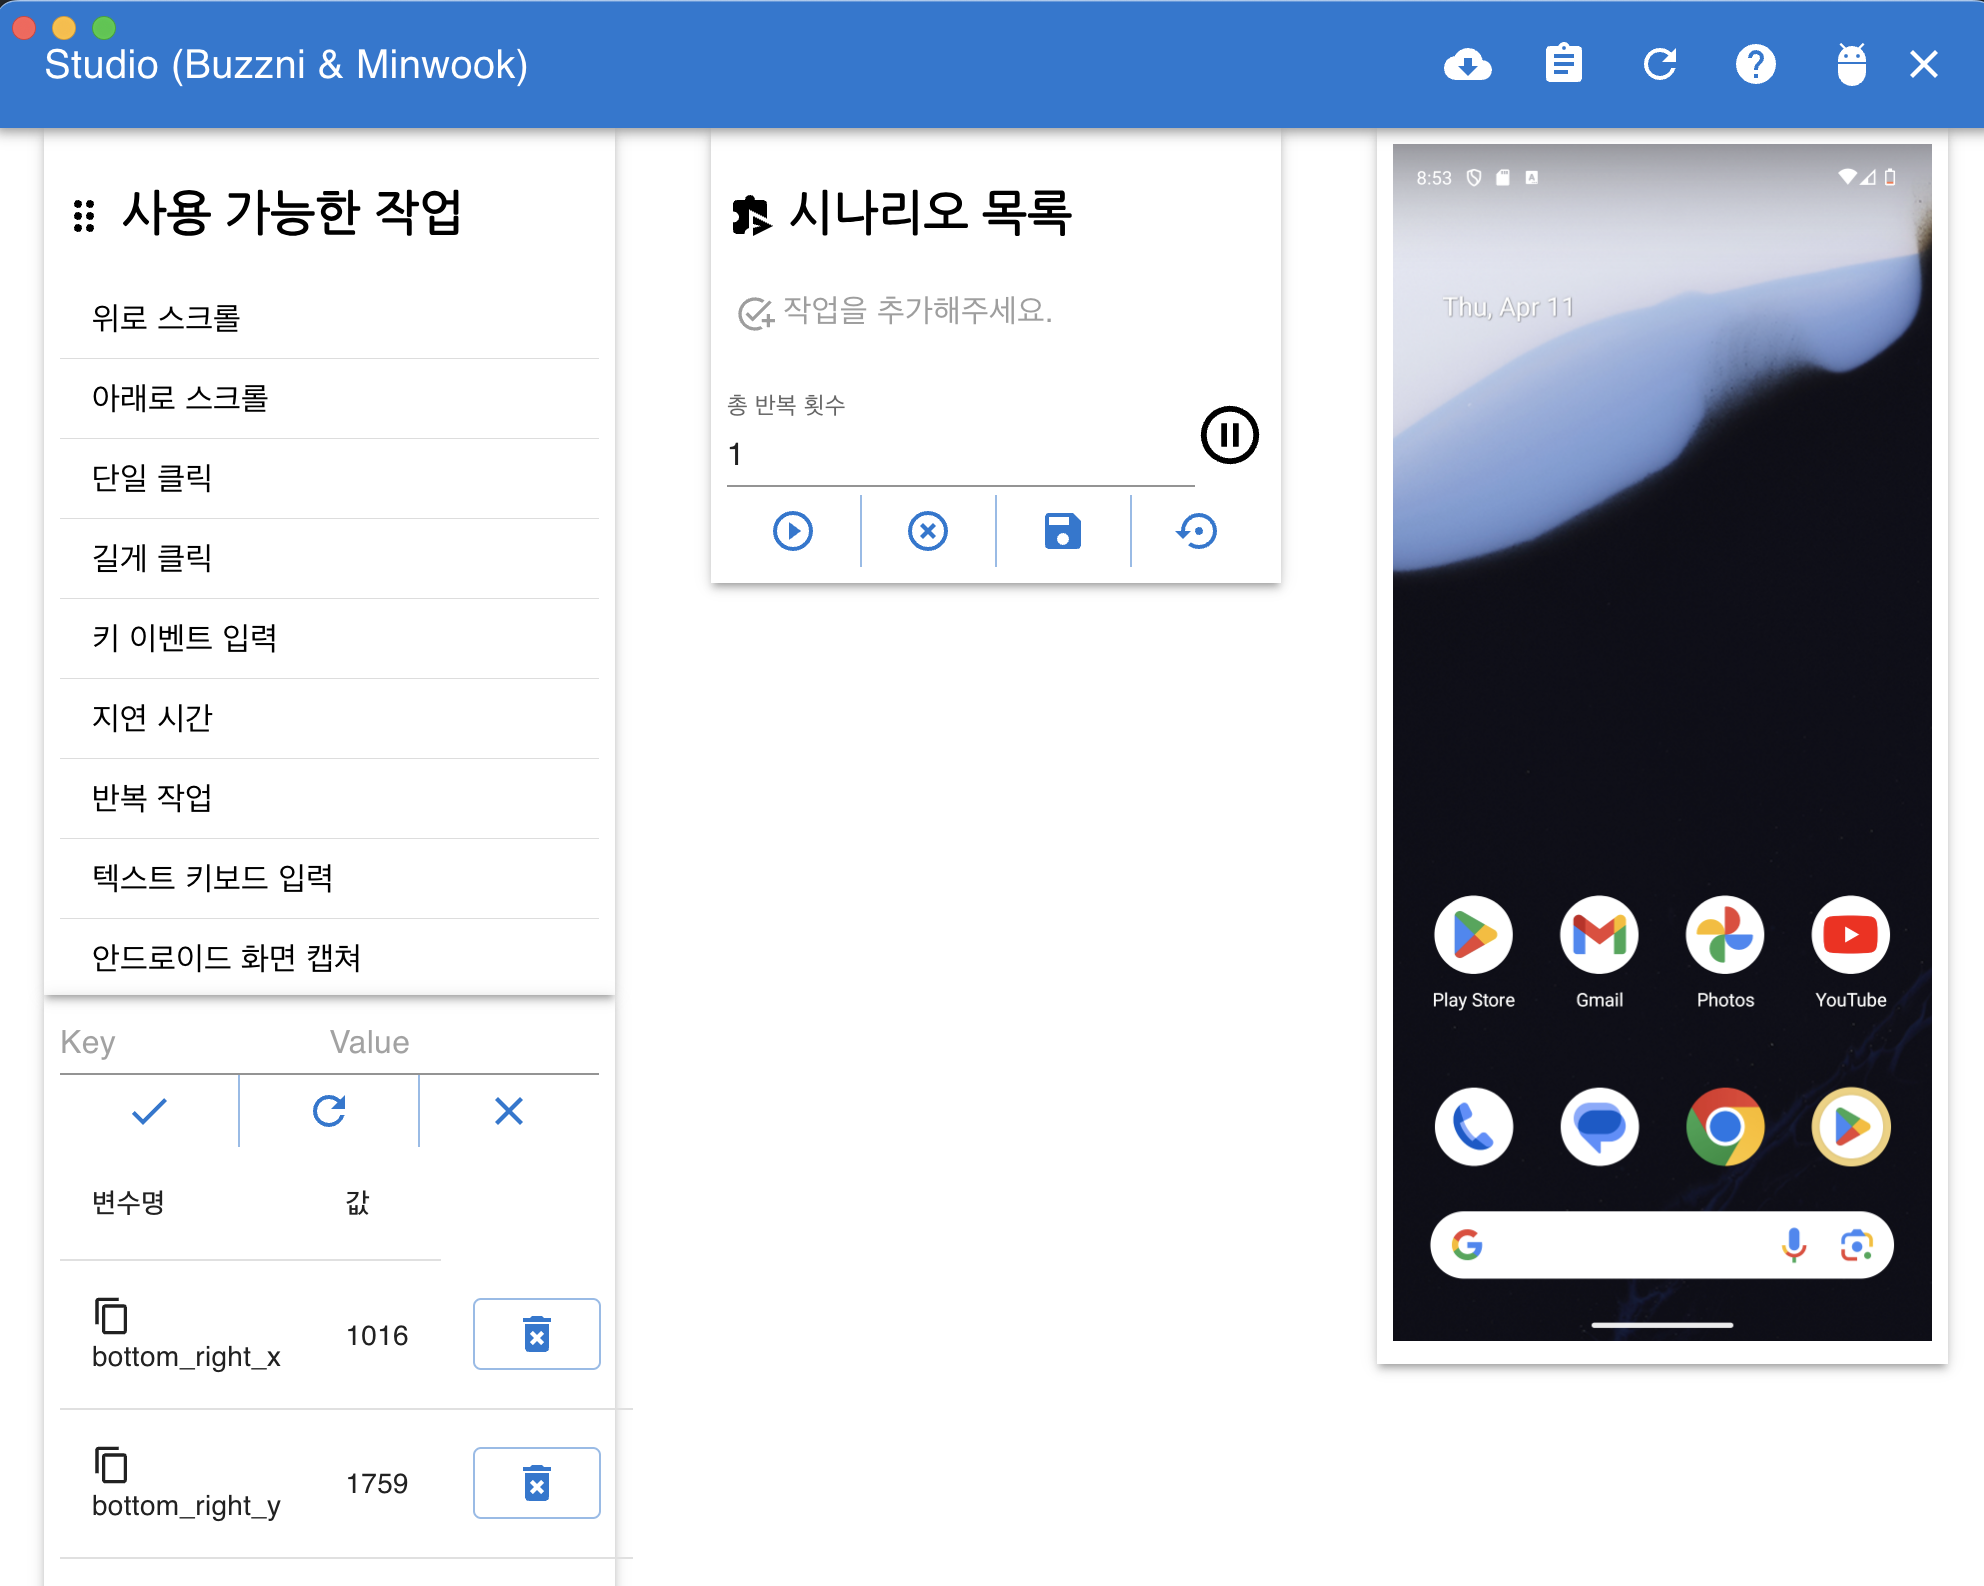 Studio (Buzzni & Minwook)
사용 가능한 작업
위로 스크롤
아래로 스크롤
단일 클릭
길게 클릭
키 이벤트 입력
지연 시간
반복 작업
텍스트 키보드 입력
안드로이드 화면 캡쳐
Key Value
변수명 값
bottom_right_x 1016
bottom_right_y 1759
시나리오 목록
작업을 추가해주세요.
총 반복 횟수
1
8:53
Thu, Apr 11
Play Store Gmail Photos YouTube